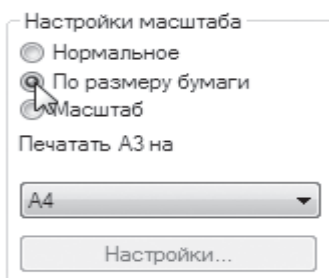 Настройки масштаба
Нормальное
По размеру бумаги
Масштаб
Печатать А3 на
А4
Настройки...